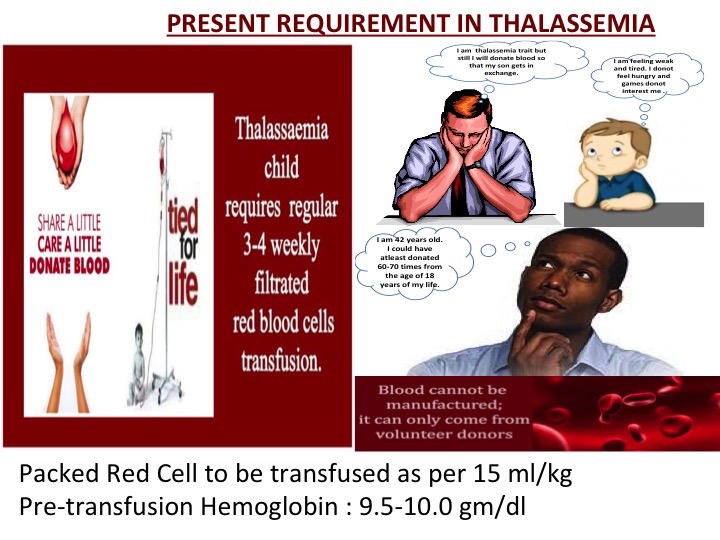 PRESENT REQUIREMENT IN THALASSEMIA
SHARE A LITTLE
CARE A LITTLE
DONATE BLOOD
tied
for
life
Thalassaemia
child
requires regular
3-4 weekly
filtrated
red blood cells
transfusion.
I am thalassemia trait but
still I will donate blood so
that my son gets in
exchange.
I am feeling weak
and tired. I donot
feel hungry and
games donot
interest me .
I am 42 years old.
I could have
atleast donated
60-70 times from
the age of 18
years of my life.
Blood cannot be
manufactured;
it can only come from
volunteer donors
Packed Red Cell to be transfused as per 15 ml/kg
Pre-transfusion Hemoglobin : 9.5-10.0 gm/dl